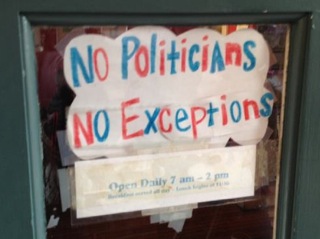 No Politicians
No Exceptions
Open Daily 7 am – 2 pm